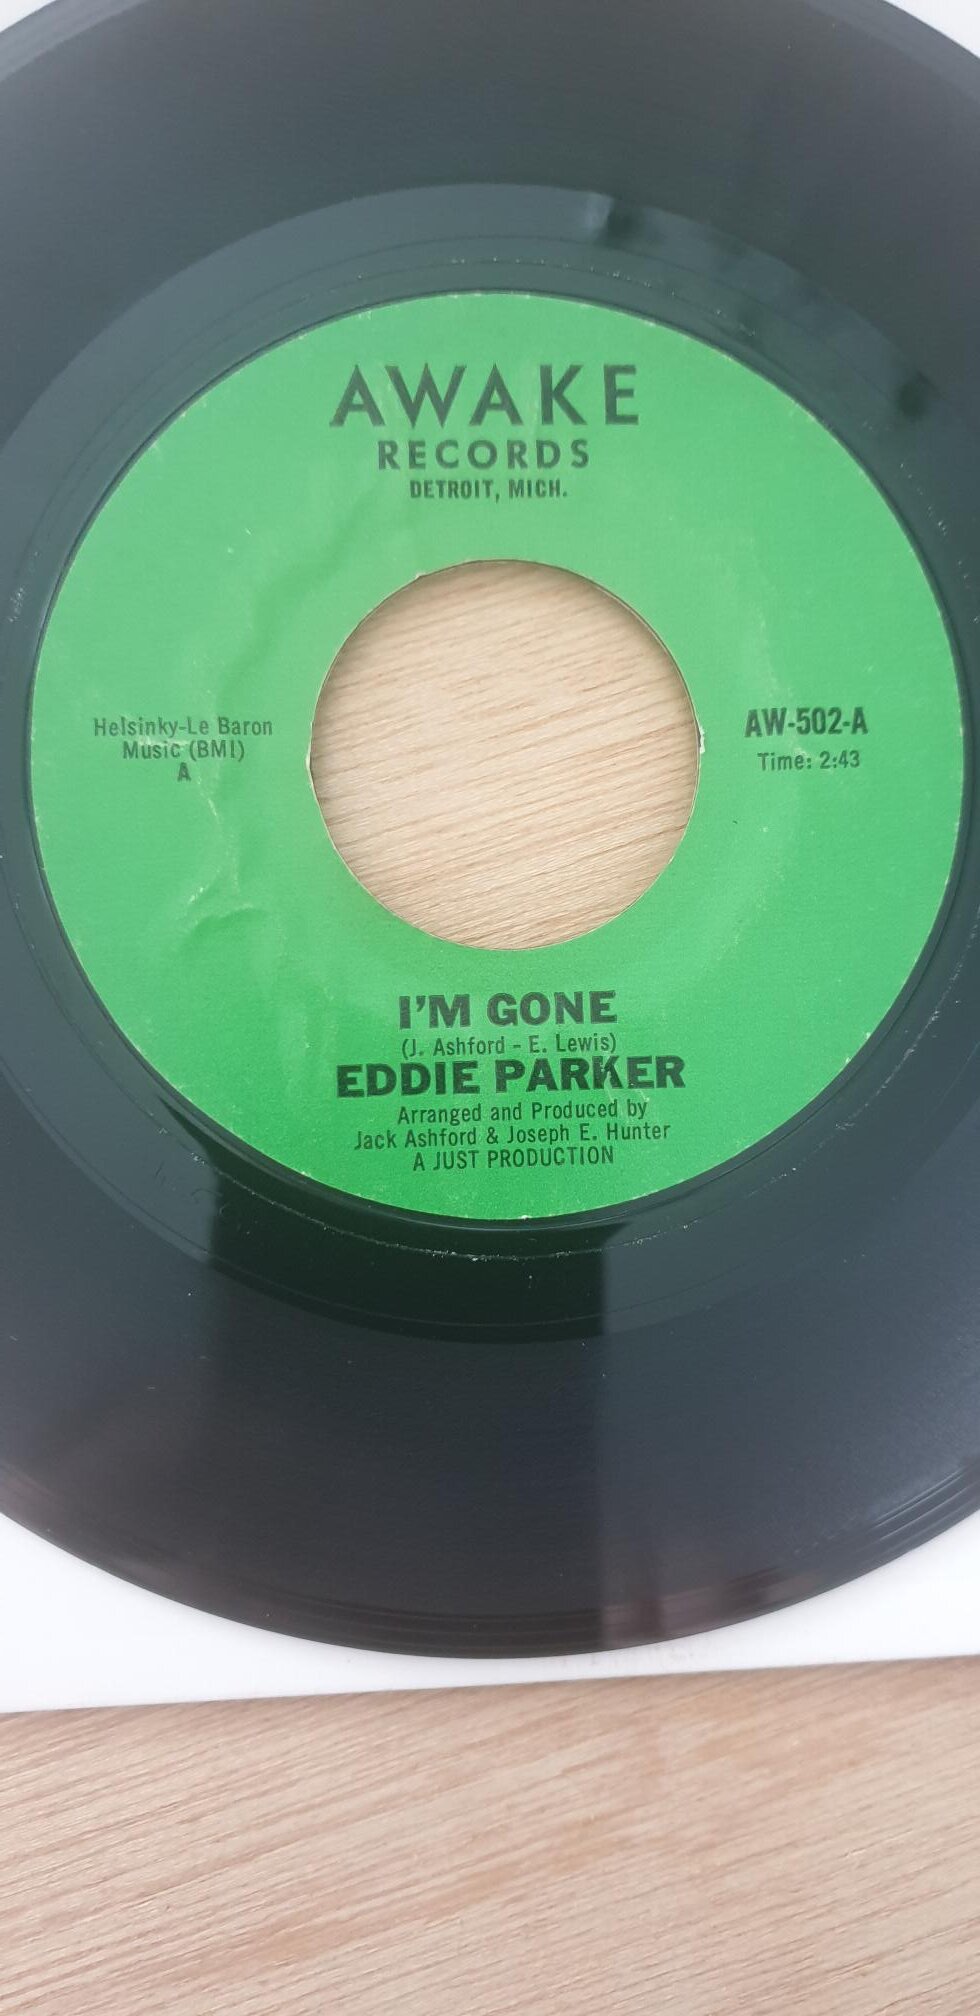 AWAKE
RECORDS
DETROIT, MICH.
Helsinky-Le Baron
Music (BMI)
A
AW-502-A
Time: 2:43
I'M GONE
(J. Ashford - E. Lewis)
EDDIE PARKER
Arranged and Produced by
Jack Ashford & Joseph E. Hunter
A JUST PRODUCTION